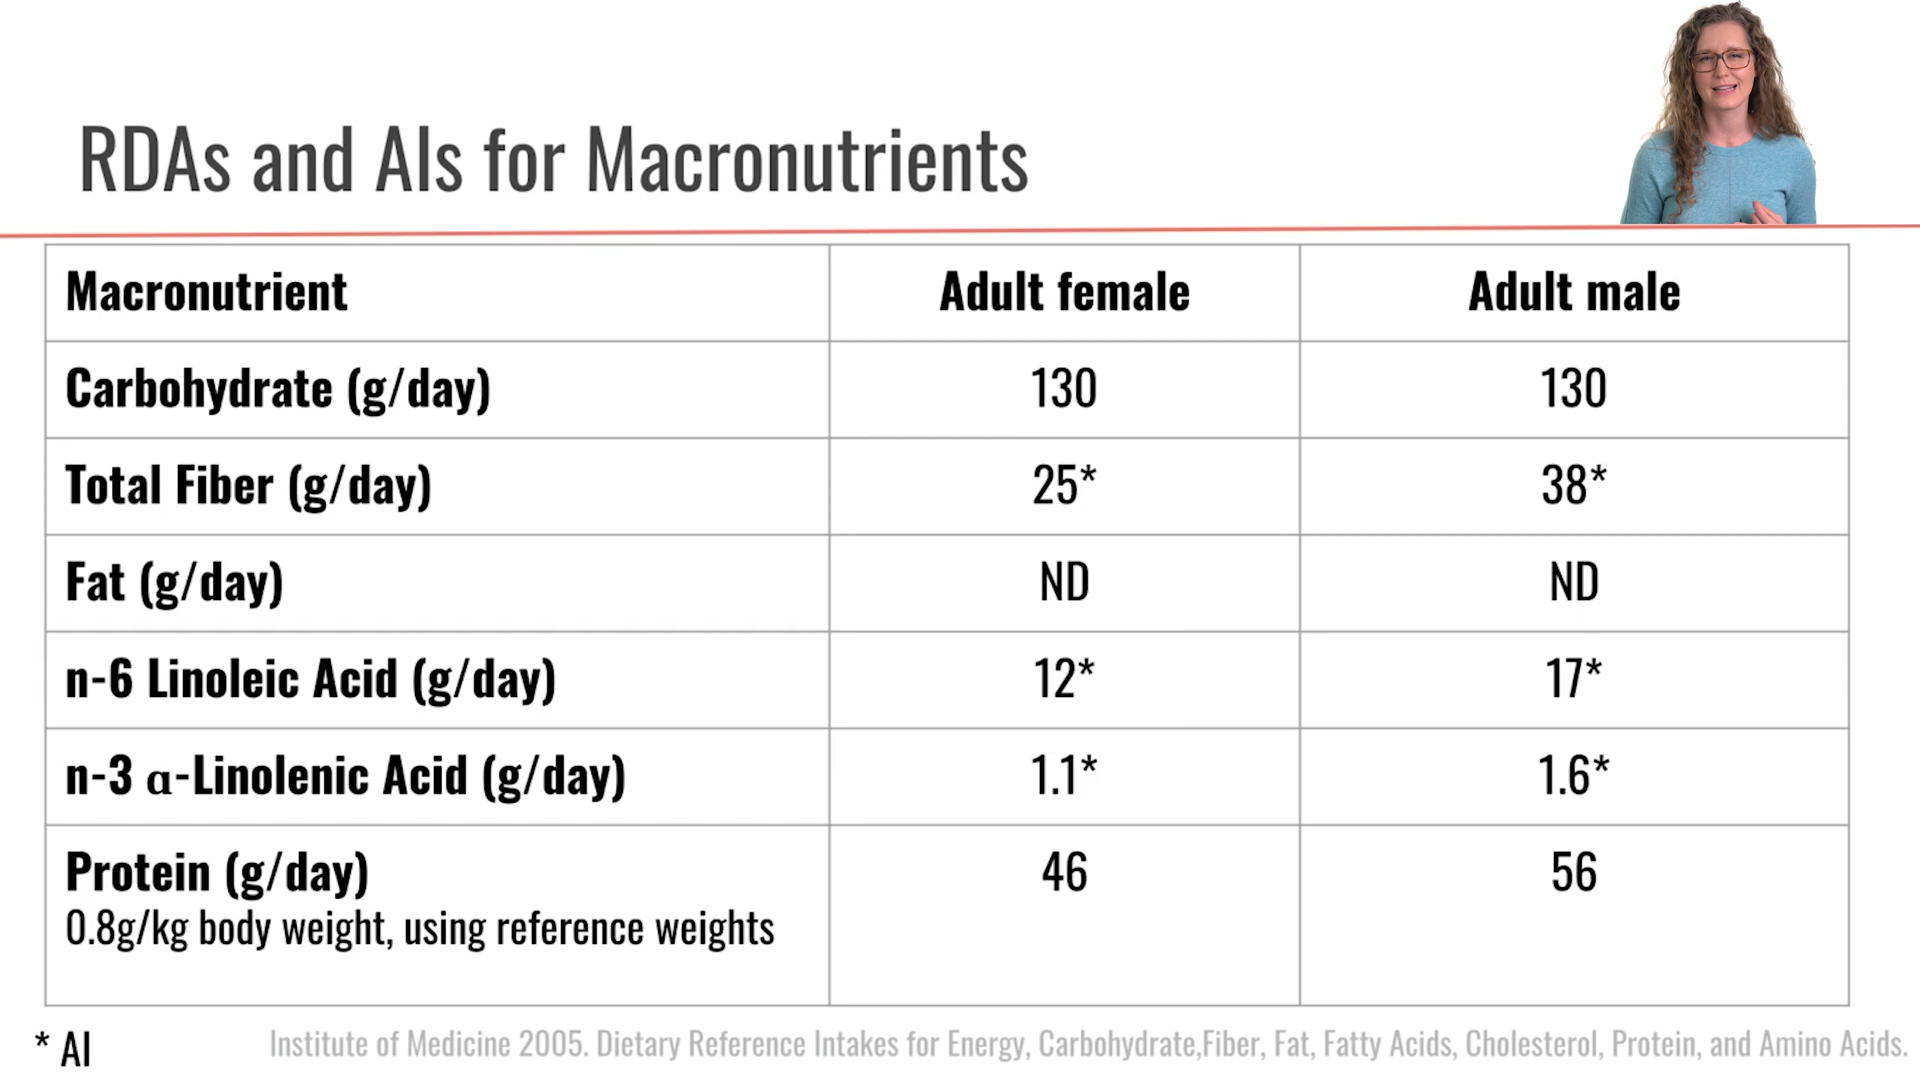 RDAs and AIs for Macronutrients
Macronutrient Adult female Adult male
Carbohydrate (g/day) 130 130
Total Fiber (g/day) 25* 38*
Fat (g/day) ND ND
n-6 Linoleic Acid (g/day) 12* 17*
n-3 α-Linolenic Acid (g/day) 1.1* 1.6*
Protein (g/day) 46 56
0.8g/kg body weight, using reference weights
* AI
Institute of Medicine 2005. Dietary Reference Intakes for Energy, Carbohydrate,Fiber, Fat, Fatty Acids, Cholesterol, Protein, and Amino Acids.